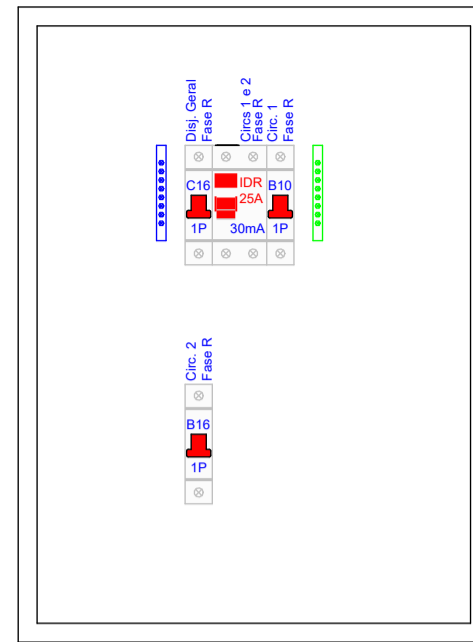 Disj. Geral
Fase R
Circs 1 e 2
Fase R
Circ. 1
Fase R
C16
IDR
25A
B10
1P
30mA
1P
Circ. 2
Fase R
B16
1P